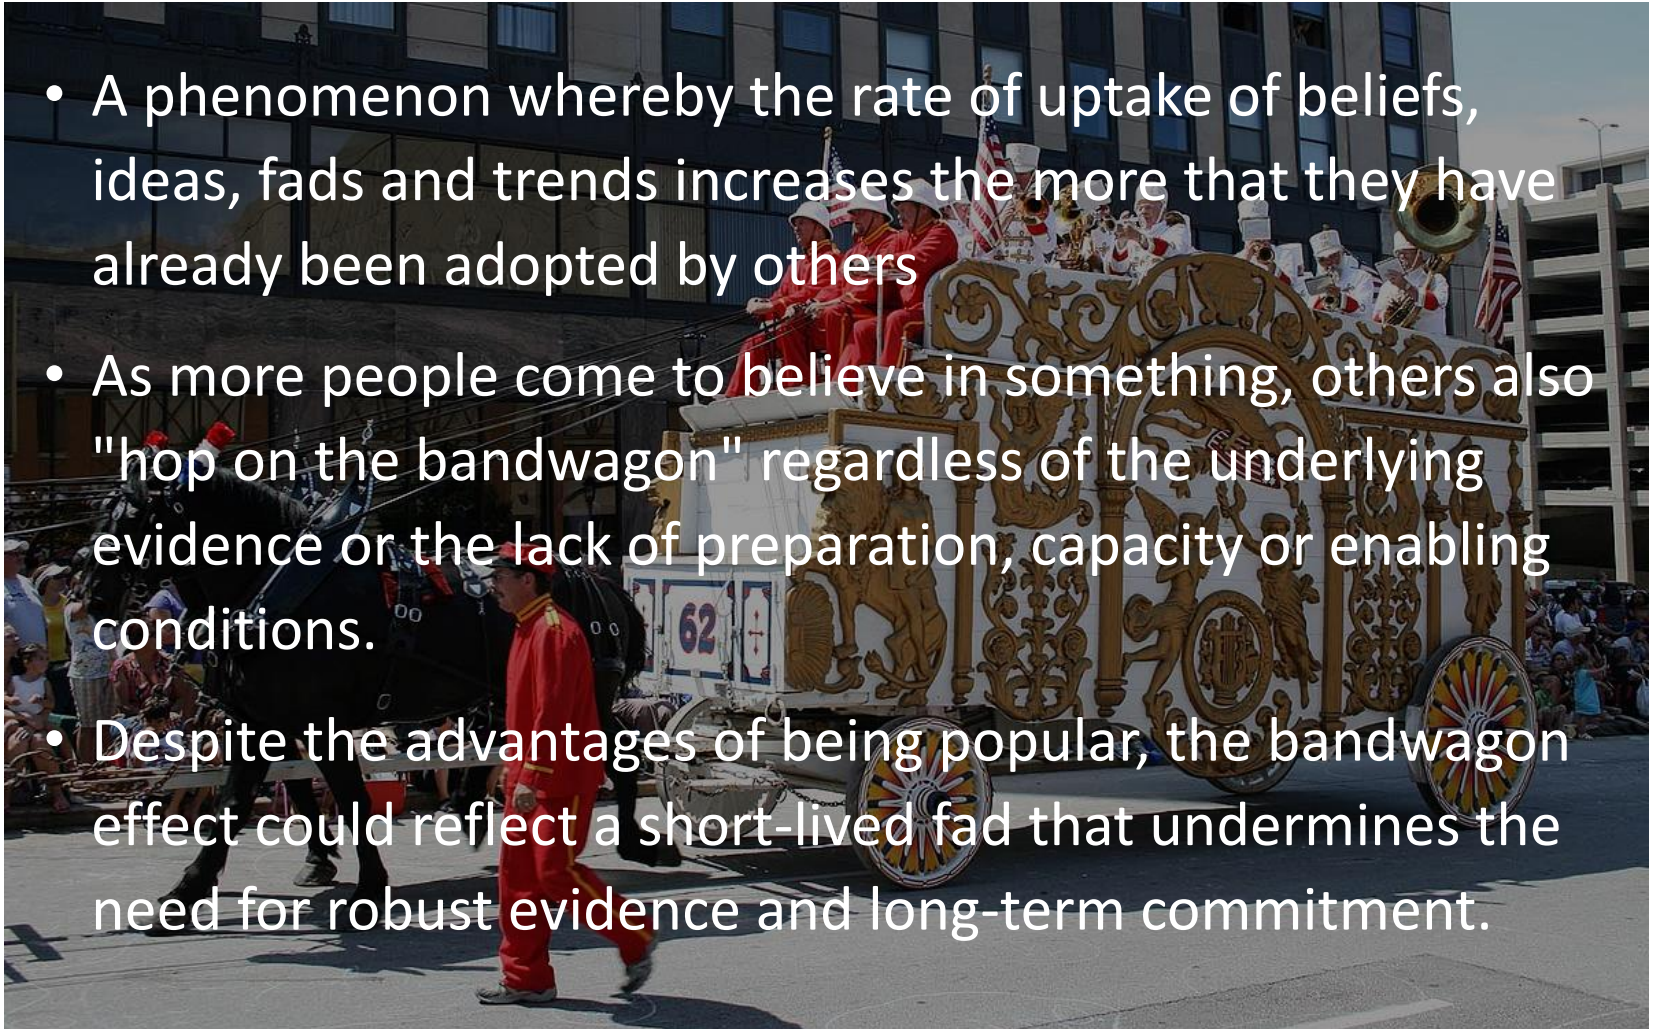 • A phenomenon whereby the rate of uptake of beliefs,
ideas, fads and trends increases the more that they have
already been adopted by others
• As more people come to believe in something, others also
"hop on the bandwagon" regardless of the underlying
evidence or the lack of preparation, capacity or enabling
conditions.
• Despite the advantages of being popular, the bandwagon
effect could reflect a short-lived fad that undermines the
need for robust evidence and long-term commitment.
62